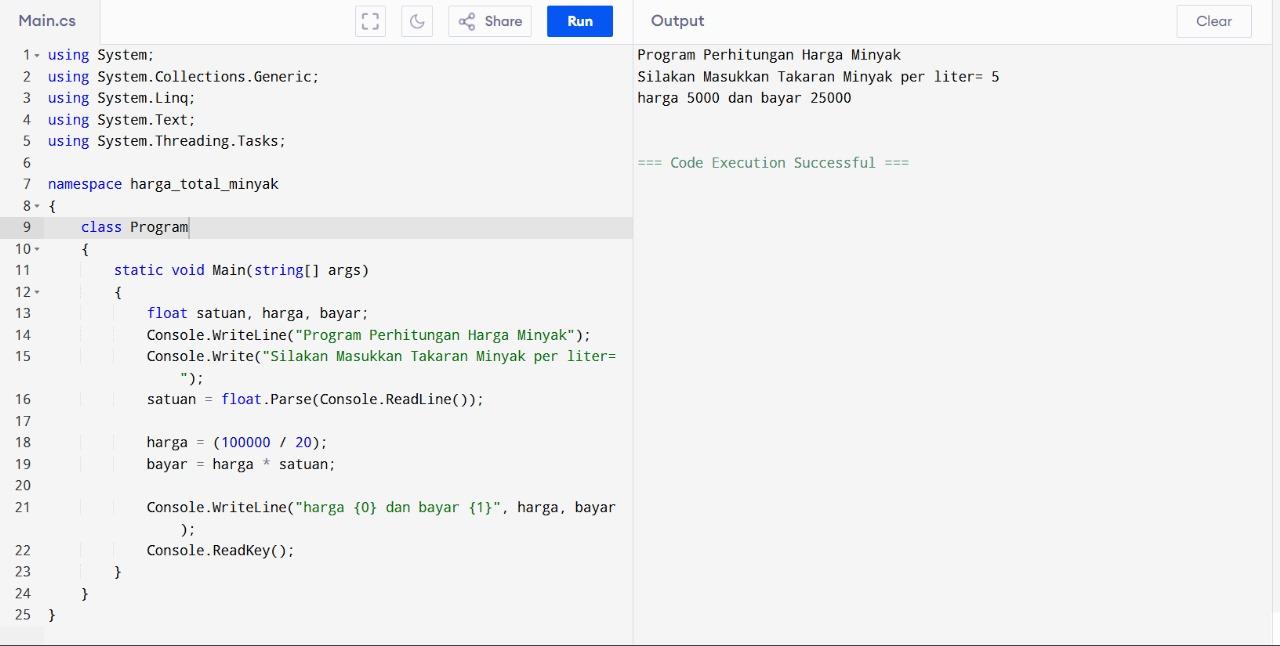 Main.cs
Share
Run
Output
Clear
1 using System;
2 using System.Collections.Generic;
3 using System.Linq;
4 using System.Text;
5 using System.Threading.Tasks;
6
7 namespace harga_total_minyak
8 {
9 class Program
10 {
11 static void Main(string[] args)
12 {
13 float satuan, harga, bayar;
14 Console.WriteLine("Program Perhitungan Harga Minyak");
15 Console.Write("Silakan Masukkan Takaran Minyak per liter=
");
16 satuan = float.Parse(Console.ReadLine());
17
18 harga = (100000 / 20);
19 bayar = harga * satuan;
20
21 Console.WriteLine("harga {0} dan bayar {1}", harga, bayar
);
22 Console.ReadKey();
23 }
24 }
25 }
Program Perhitungan Harga Minyak
Silakan Masukkan Takaran Minyak per liter= 5
harga 5000 dan bayar 25000
=== Code Execution Successful ===